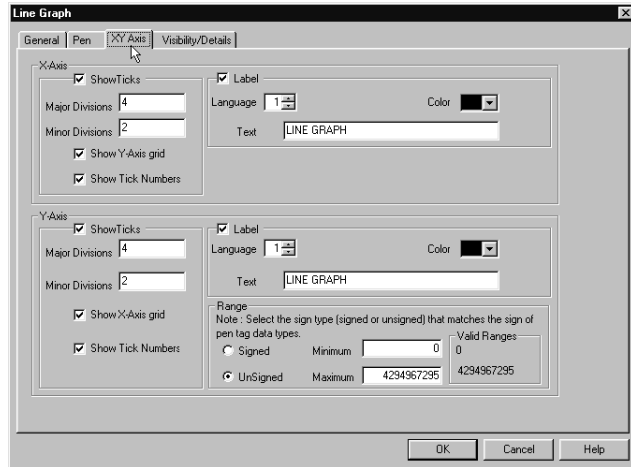 Line Graph
General Pen XY Axis Visibility/Details
X-Axis
ShowTicks
Major Divisions 4
Minor Divisions 2
Show Y-Axis grid
Show Tick Numbers
Label
Language 1 Color
Text LINE GRAPH
Y-Axis
ShowTicks
Major Divisions 4
Minor Divisions 2
Show X-Axis grid
Show Tick Numbers
Label
Language 1 Color
Text LINE GRAPH
Range
Note : Select the sign type (signed or unsigned) that matches the sign of
pen tag data types.
Signed Minimum 0
UnSigned Maximum 4294967295
Valid Ranges
0
4294967295
OK Cancel Help